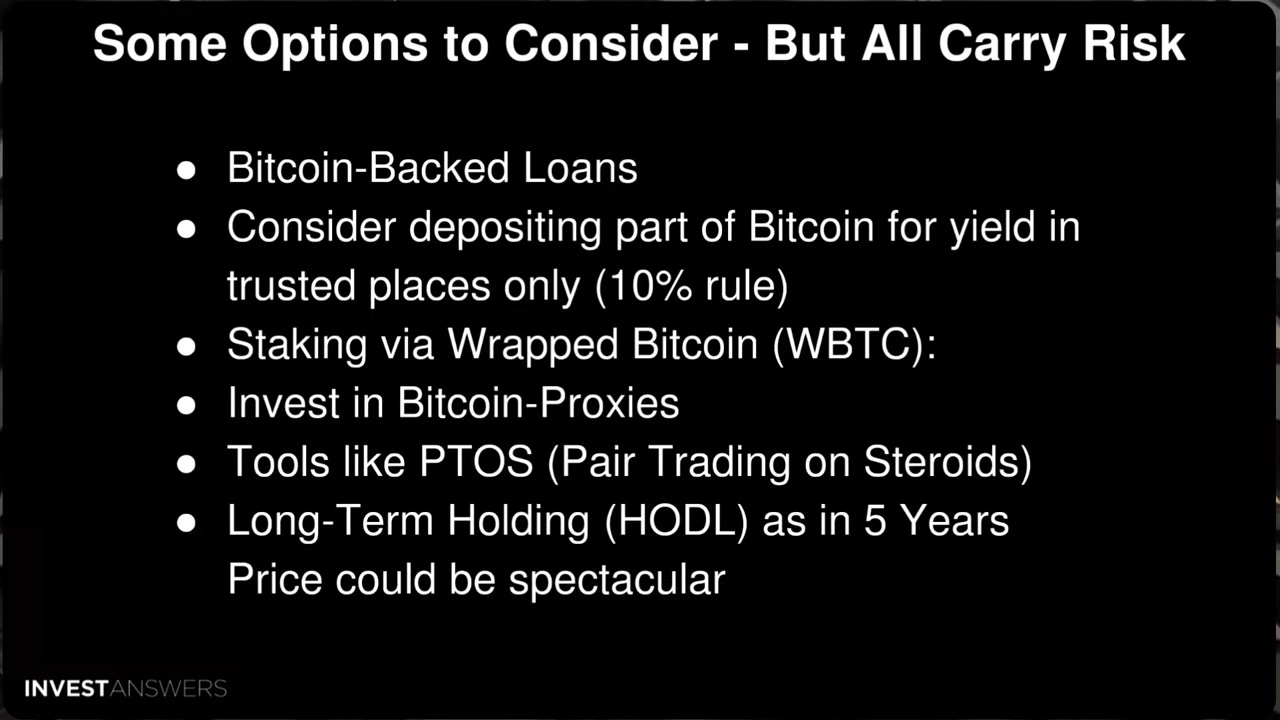 Some Options to Consider - But All Carry Risk
● Bitcoin-Backed Loans
● Consider depositing part of Bitcoin for yield in
trusted places only (10% rule)
● Staking via Wrapped Bitcoin (WBTC):
● Invest in Bitcoin-Proxies
● Tools like PTOS (Pair Trading on Steroids)
● Long-Term Holding (HODL) as in 5 Years
Price could be spectacular
INVESTANSWERS